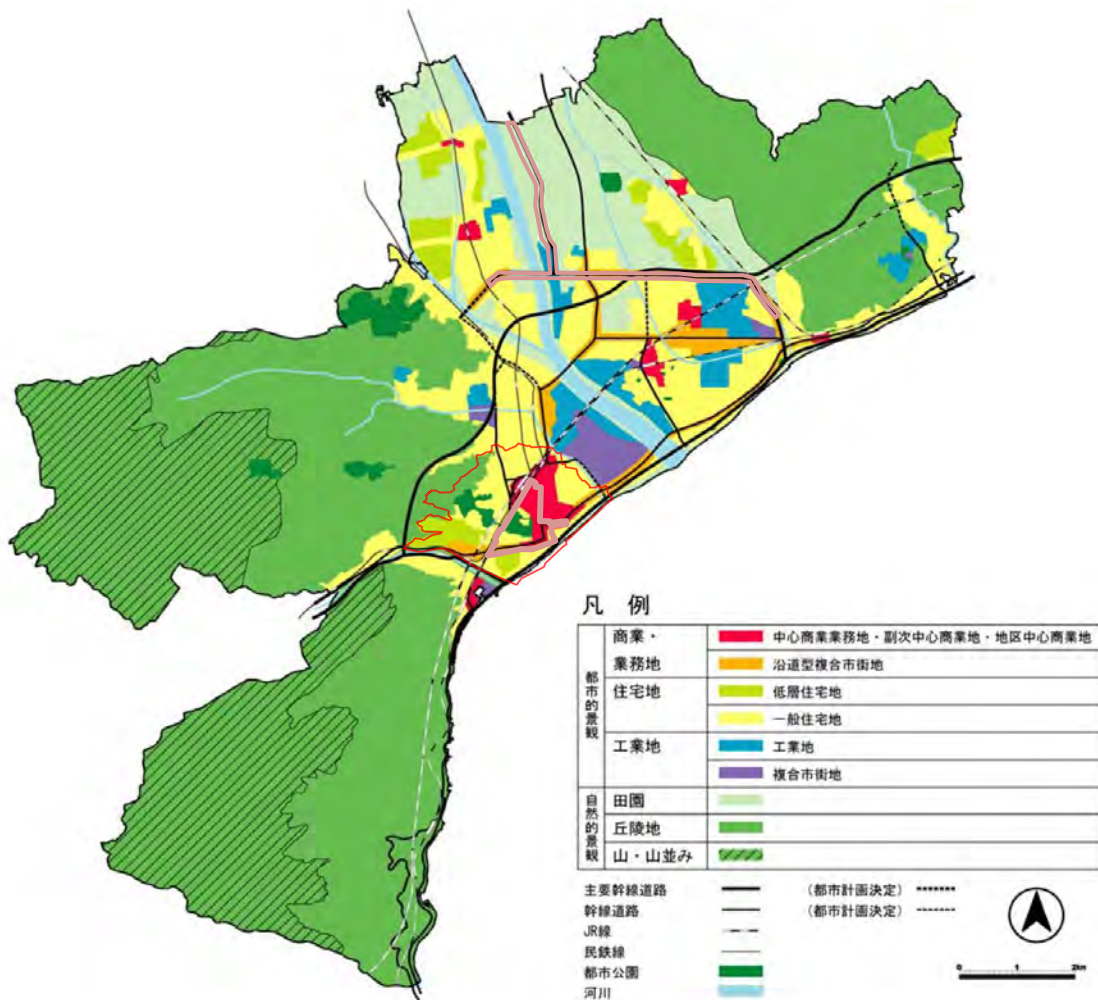 凡 例
都市的景観
商業・業務地
中心商業業務地・副次中心商業地・地区中心商業地
沿道型複合市街地
住宅地
低層住宅地
一般住宅地
工業地
工業地
複合市街地
自然的景観
田園
丘陵地
山・山並み
主要幹線道路 (都市計画決定)
幹線道路 (都市計画決定)
JR線
民鉄線
都市公園
河川
0 1 2km